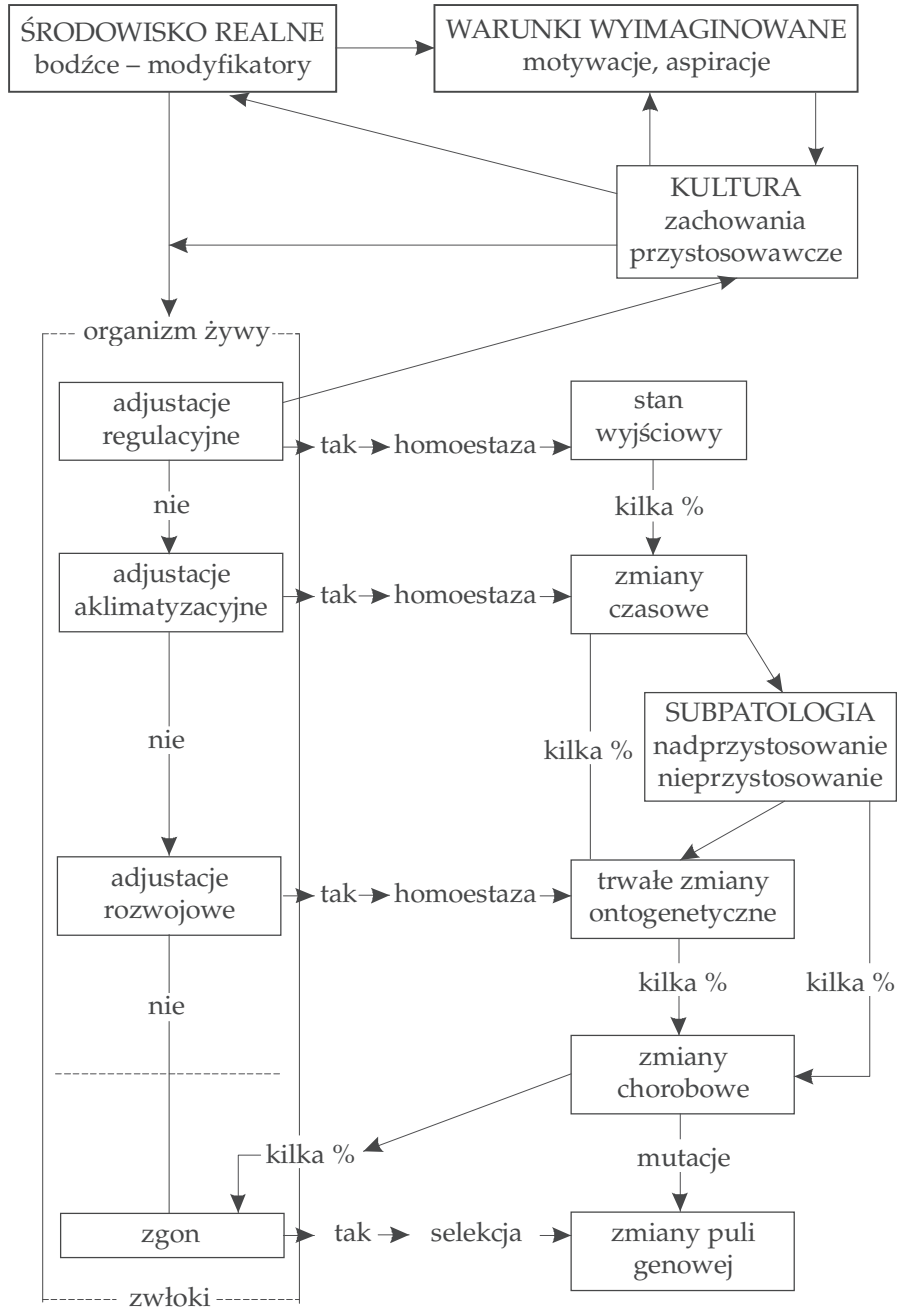 ŚRODOWISKO REALNE
bodźce – modyfikatory
WARUNKI WYIMAGINOWANE
motywacje, aspiracje
KULTURA
zachowania
przystosowawcze
organizm żywy
adjustacje
regulacyjne
tak
homoestaza
stan
wyjściowy
nie
kilka %
adjustacje
aklimatyzacyjne
tak
homoestaza
zmiany
czasowe
SUBPATOLOGIA
nadprzystosowanie
nieprzystosowanie
nie
kilka %
adjustacje
rozwojowe
tak
homoestaza
trwałe zmiany
ontogenetyczne
nie
kilka %
kilka %
zmiany
chorobowe
kilka %
mutacje
zgon
tak
selekcja
zmiany puli
genowej
zwłoki